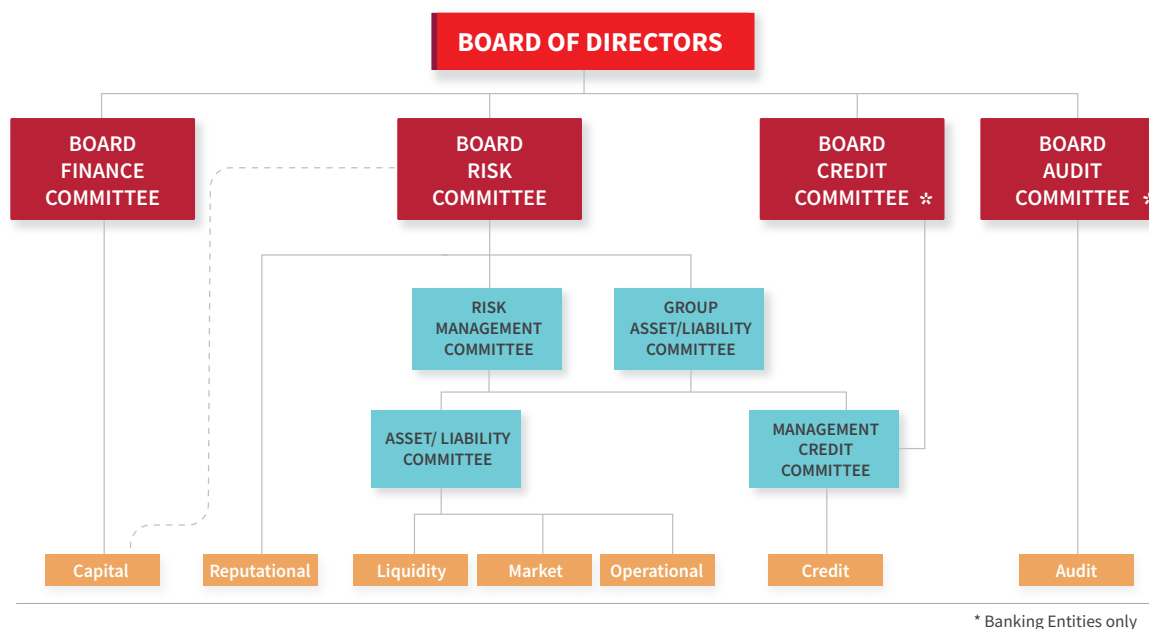 BOARD OF DIRECTORS
BOARD
FINANCE
COMMITTEE
BOARD
RISK
COMMITTEE
BOARD
CREDIT
COMMITTEE *
BOARD
AUDIT
COMMITTEE *
RISK
MANAGEMENT
COMMITTEE
GROUP
ASSET/LIABILITY
COMMITTEE
ASSET/ LIABILITY
COMMITTEE
MANAGEMENT
CREDIT
COMMITTEE
Capital
Reputational
Liquidity
Market
Operational
Credit
Audit
* Banking Entities only